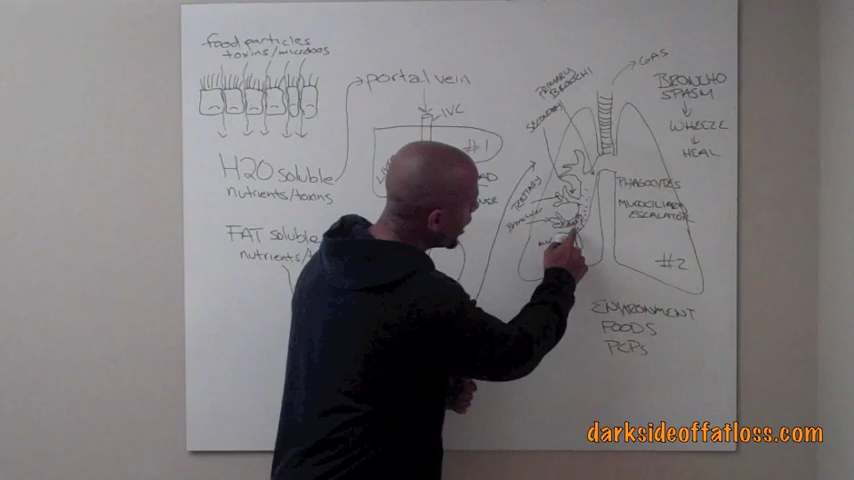 food particles
toxins/microbes
portal vein
IVC
#1
H2O soluble
nutrients/toxins
FAT soluble
nutrients/
GAS
PRIMARY
BRONCHI
SECONDARY
TERTIARY
BRONCHO
SPASM
WHEEZE
HEAL
PHAGOCYTES
MUCOCILIARY
ESCALATOR
#2
ENVIRONMENT
FOODS
PCPs
darksideoffatloss.com